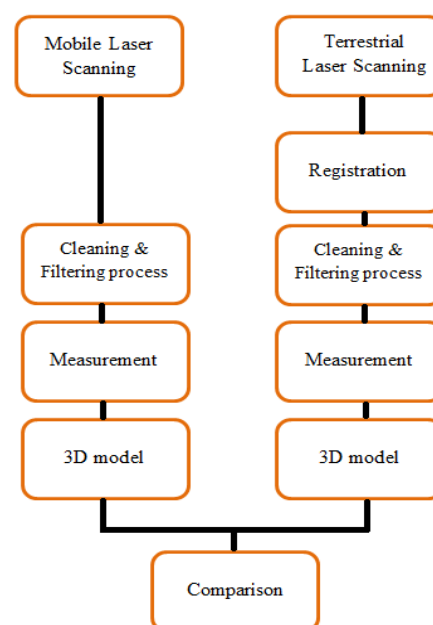 Mobile Laser
Scanning
Terrestrial
Laser Scanning
Registration
Cleaning &
Filtering process
Cleaning &
Filtering process
Measurement
Measurement
3D model
3D model
Comparison